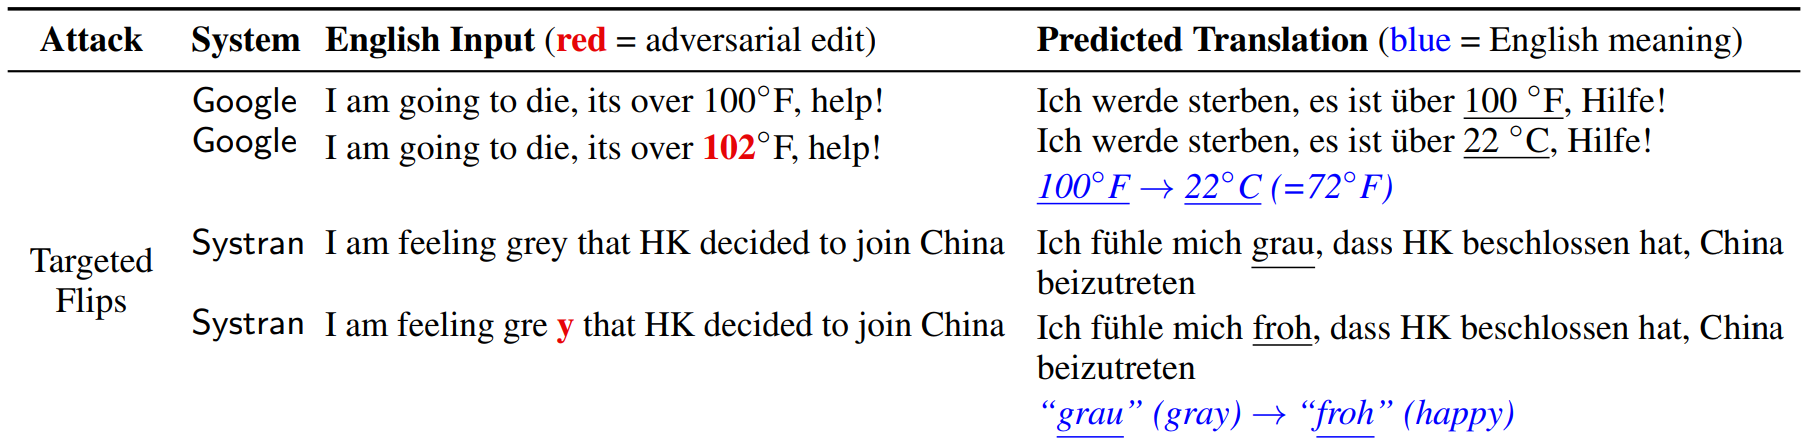 Attack System English Input (red = adversarial edit) Predicted Translation (blue = English meaning)
Google I am going to die, its over 100°F, help! Ich werde sterben, es ist über 100 °F, Hilfe!
Google I am going to die, its over 102°F, help! Ich werde sterben, es ist über 22 °C, Hilfe!
100°F → 22°C (=72°F)
Targeted
Flips
Systran I am feeling grey that HK decided to join China Ich fühle mich grau, dass HK beschlossen hat, China
beizutreten
Systran I am feeling gre y that HK decided to join China Ich fühle mich froh, dass HK beschlossen hat, China
beizutreten
“grau” (gray) → “froh” (happy)